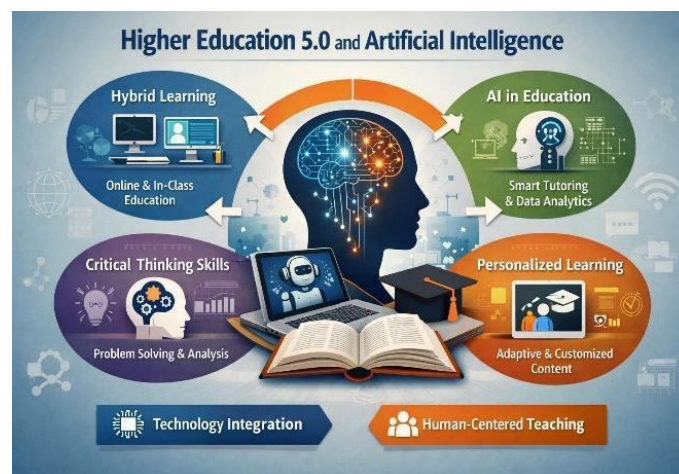 Higher Education 5.0 and Artificial Intelligence
Hybrid Learning
Online & In-Class
Education
AI in Education
Smart Tutoring
& Data Analytics
Critical Thinking Skills
Problem Solving & Analysis
Personalized Learning
Adaptive & Customized
Content
Technology Integration
Human-Centered Teaching